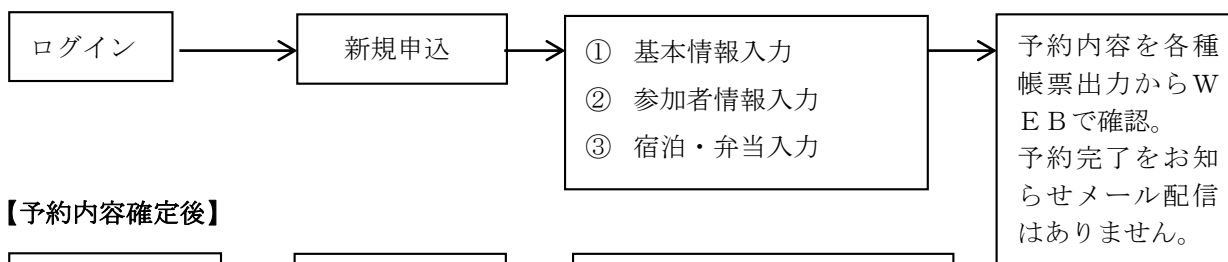 ログイン
新規申込
① 基本情報入力
② 参加者情報入力
③ 宿泊・弁当入力
予約内容を各種
帳票出力からＷ
ＥＢで確認。
予約完了をお知
らせメール配信
はありません。
【予約内容確定後】